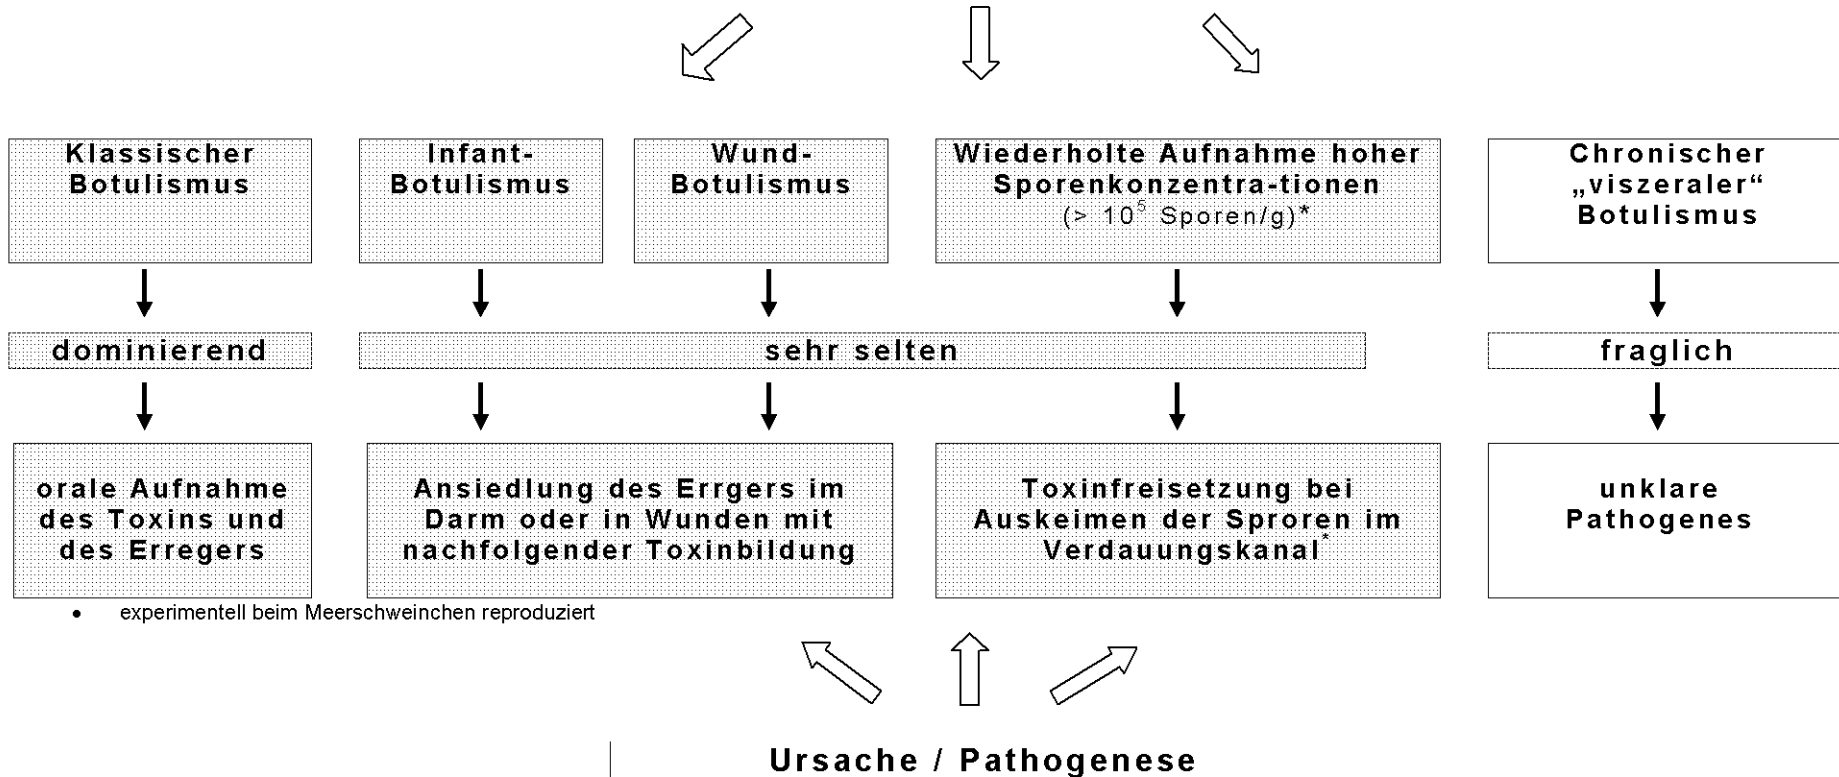 Klassischer
Botulismus
Infant-
Botulismus
Wund-
Botulismus
Wiederholte Aufnahme hoher
Sporenkonzentra-tionen
(> 10⁵ Sporen/g)*
Chronischer
„viszeraler“
Botulismus
dominierend
sehr selten
fraglich
orale Aufnahme
des Toxins und
des Erregers
Ansiedlung des Errgers im
Darm oder in Wunden mit
nachfolgender Toxinbildung
Toxinfreisetzung bei
Auskeimen der Sproren im
Verdauungskanal*
unklare
Pathogenes
• experimentell beim Meerschweinchen reproduziert
Ursache / Pathogenese